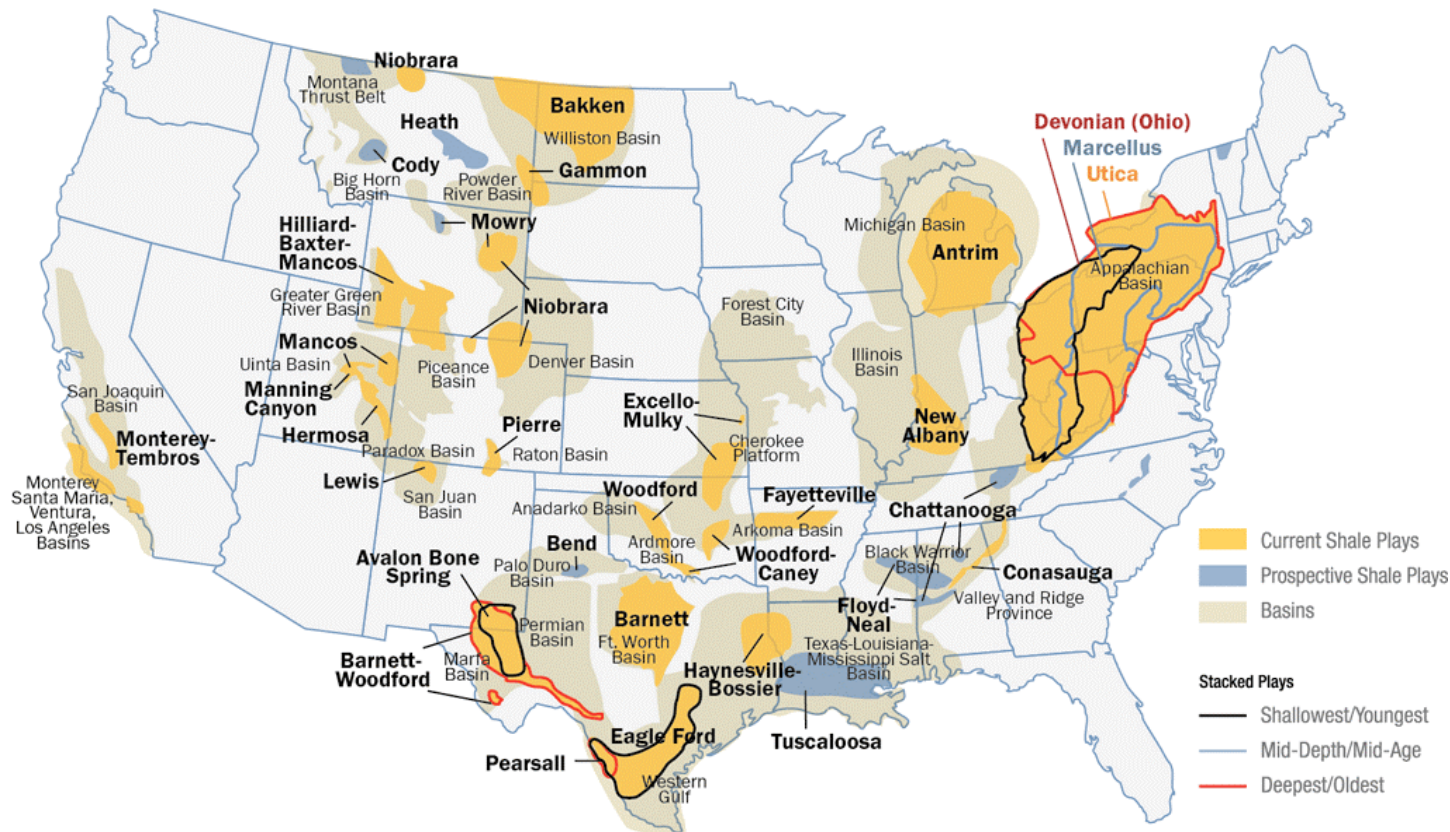 Niobrara
Montana
Thrust Belt
Bakken
Williston Basin
Heath
Cody
Big Horn
Basin
Powder
River Basin
Gammon
Mowry
Hilliard-
Baxter-
Mancos
Greater Green
River Basin
Niobrara
Mancos
Uinta Basin
Piceance
Basin
Denver Basin
Manning
Canyon
Hermosa
Paradox Basin
Pierre
Raton Basin
Lewis
San Juan
Basin
San Joaquin
Basin
Monterey-
Tembros
Monterey
Santa Maria,
Ventura,
Los Angeles
Basins
Forest City
Basin
Excello-
Mulky
Cherokee
Platform
Woodford
Anadarko Basin
Ardmore
Basin
Fayetteville
Arkoma Basin
Woodford-
Caney
Bend
Palo Duro
Basin
Avalon Bone
Spring
Permian
Basin
Barnett-
Woodford
Marfa
Basin
Barnett
Ft. Worth
Basin
Haynesville-
Bossier
Texas-Louisiana-
Mississippi Salt
Basin
Tuscaloosa
Eagle Ford
Pearsall
Western
Gulf
Michigan Basin
Antrim
Illinois
Basin
New
Albany
Devonian (Ohio)
Marcellus
Utica
Appalachian
Basin
Chattanooga
Black Warrior
Basin
Conasauga
Floyd-
Neal
Valley and Ridge
Province
Current Shale Plays
Prospective Shale Plays
Basins
Stacked Plays
Shallowest/Youngest
Mid-Depth/Mid-Age
Deepest/Oldest